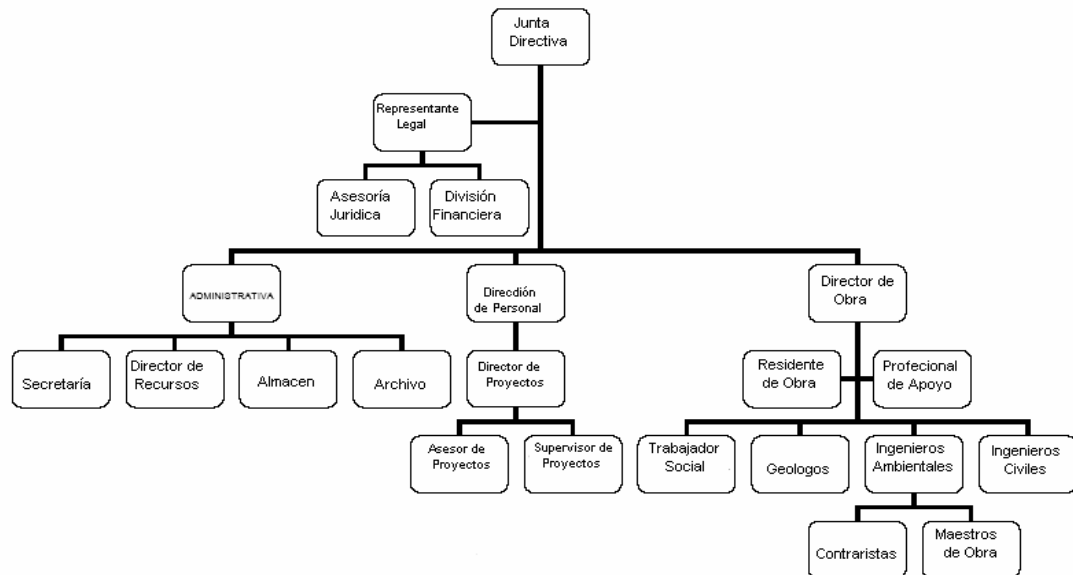 Junta
Directiva
Representante
Legal
Asesoría
Juridica
División
Financiera
ADMINISTRATIVA
Direcdión
de Personal
Director de
Obra
Secretaría
Director de
Recursos
Almacen
Archivo
Director de
Proyectos
Residente
de Obra
Profecional
de Apoyo
Asesor de
Proyectos
Supervisor de
Proyectos
Trabajador
Social
Geologos
Ingenieros
Ambientales
Ingenieros
Civiles
Contraristas
Maestros
de Obra